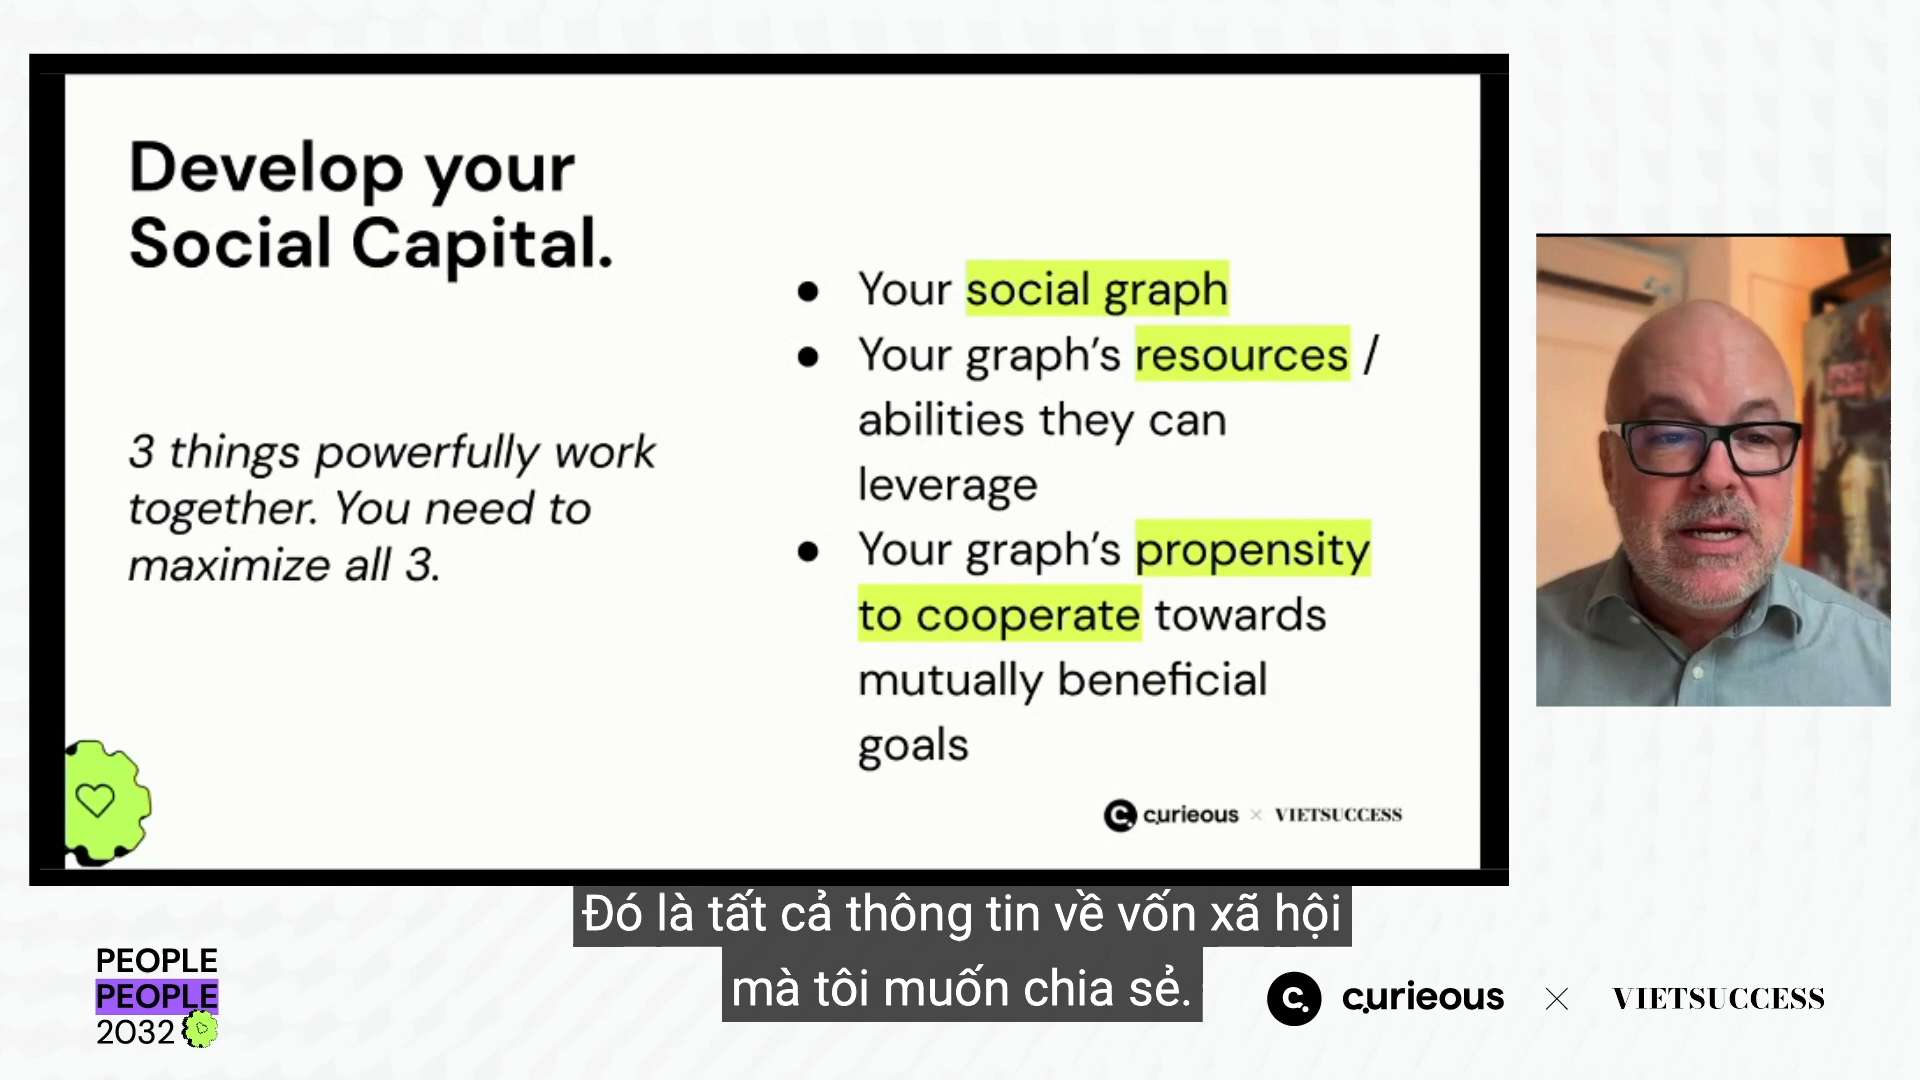 Develop your
Social Capital.
3 things powerfully work
together. You need to
maximize all 3.
● Your social graph
● Your graph’s resources /
abilities they can
leverage
● Your graph’s propensity
to cooperate towards
mutually beneficial
goals
C. curieous × VIETSUCCESS
Đó là tất cả thông tin về vốn xã hội
mà tôi muốn chia sẻ.
PEOPLE
PEOPLE
2032
C. curieous × VIETSUCCESS